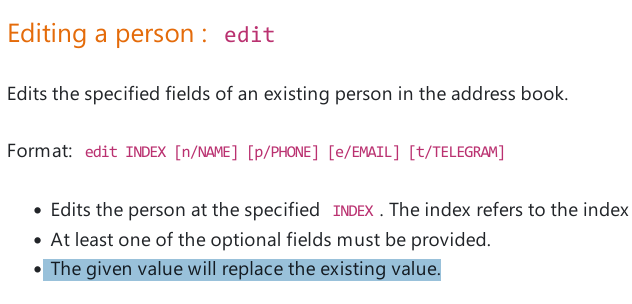 Editing a person : edit
Edits the specified fields of an existing person in the address book.
Format: edit INDEX [n/NAME] [p/PHONE] [e/EMAIL] [t/TELEGRAM]
• Edits the person at the specified INDEX . The index refers to the index
• At least one of the optional fields must be provided.
• The given value will replace the existing value.